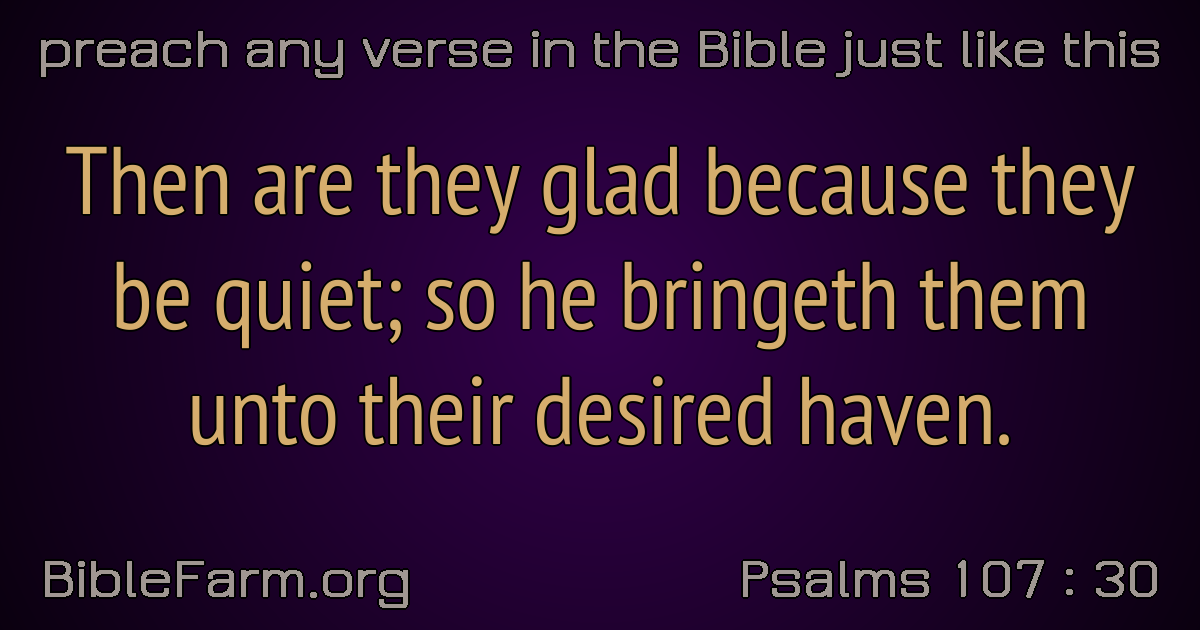 preach any verse in the Bible just like this
Then are they glad because they
be quiet; so he bringeth them
unto their desired haven.
BibleFarm.org
Psalms 107 : 30